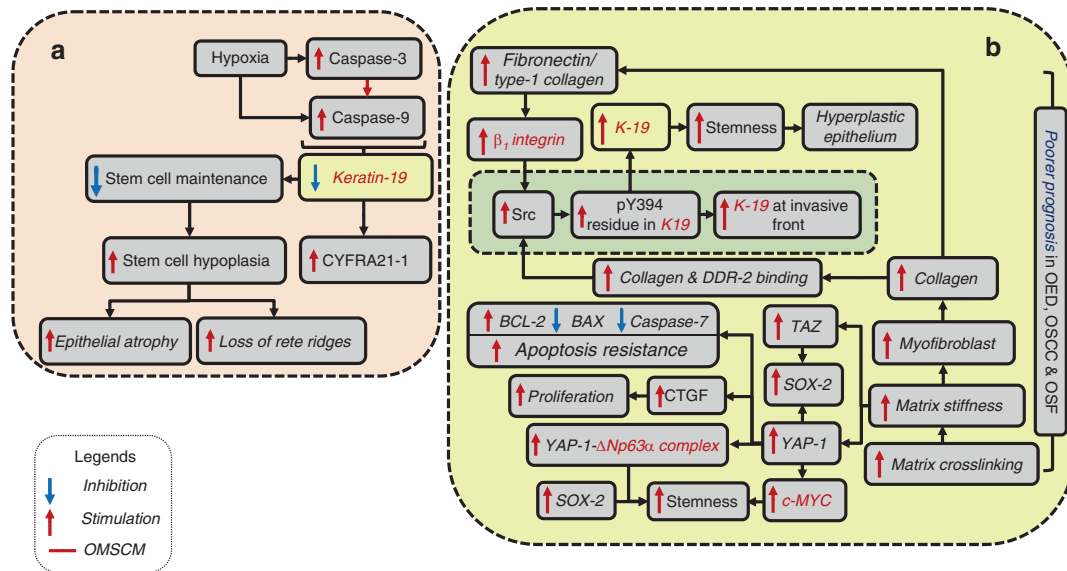 a
Hypoxia
Caspase-3
Caspase-9
Stem cell maintenance
Keratin-19
Stem cell hypoplasia
CYFRA21-1
Epithelial atrophy
Loss of rete ridges
Legends
Inhibition
Stimulation
OMSCM
b
Fibronectin/
type-1 collagen
β1 integrin
K-19
Stemness
Hyperplastic
epithelium
Src
pY394
residue in K19
K-19 at invasive
front
Collagen & DDR-2 binding
Collagen
BCL-2 BAX Caspase-7
Apoptosis resistance
TAZ
Myofibroblast
Proliferation
CTGF
SOX-2
Matrix stiffness
YAP-1-ΔNp63α complex
YAP-1
Matrix crosslinking
SOX-2
Stemness
c-MYC
Poorer prognosis in OED, OSCC & OSF